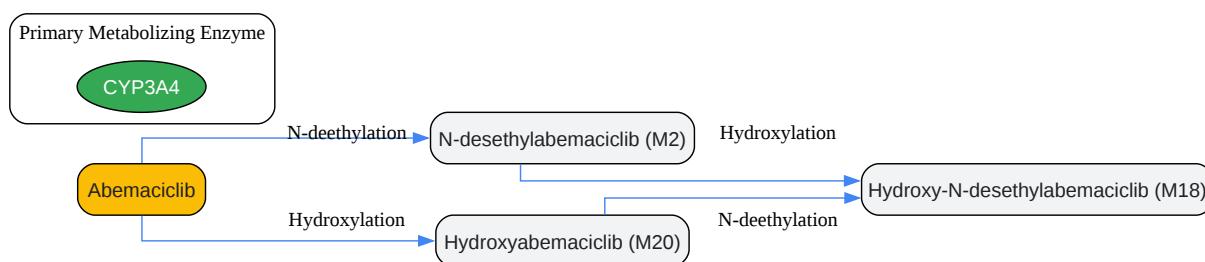 Primary Metabolizing Enzyme
CYP3A4
N-deethylation
N-desethylabemaciclib (M2)
Hydroxylation
Abemaciclib
Hydroxy-N-desethylabemaciclib (M18)
Hydroxylation
Hydroxyabemaciclib (M20)
N-deethylation